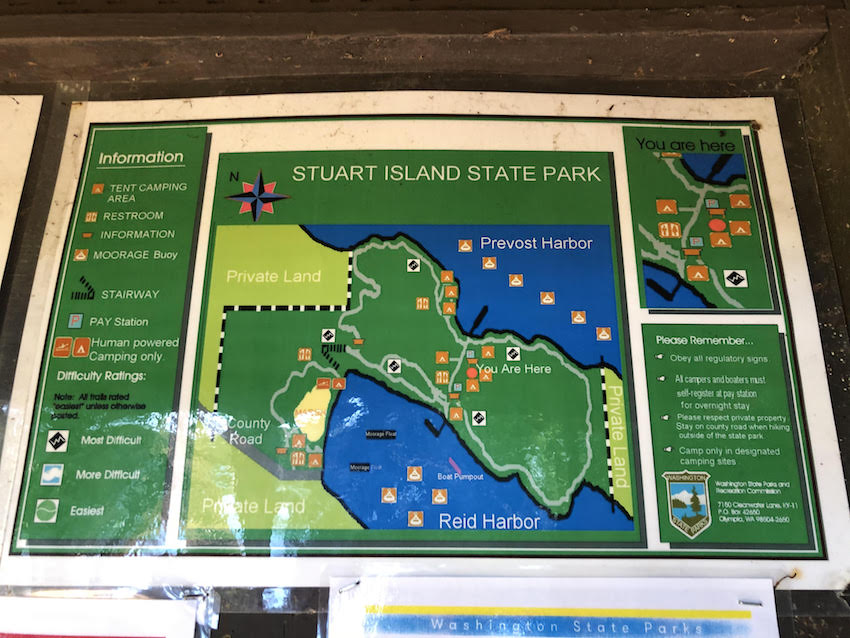 Information
TENT CAMPING
AREA
RESTROOM
INFORMATION
MOORAGE Buoy
STAIRWAY
P
PAY Station
Human powered
Camping only.
Difficulty Ratings:
Note: All trails rated
"easiest" unless otherwise
posted.
Most Difficult
More Difficult
Easiest
N
STUART ISLAND STATE PARK
Private Land
Prevost Harbor
You Are Here
County
Road
Moorage Float
Moorage Float
Boat Pumpout
Private Land
Private Land
Reid Harbor
You are here
Please Remember...
Obey all regulatory signs
All campers and boaters must
self-register at pay station
for overnight stay
Please respect private property
Stay on county road when hiking
outside of the state park
Camp only in designated
camping sites
WASHINGTON
STATE PARKS
Washington State Parks and
Recreation Commission
7150 Cleanwater Lane, KY-11
P.O. Box 42650
Olympia, WA 98504-2650
Washington State Parks